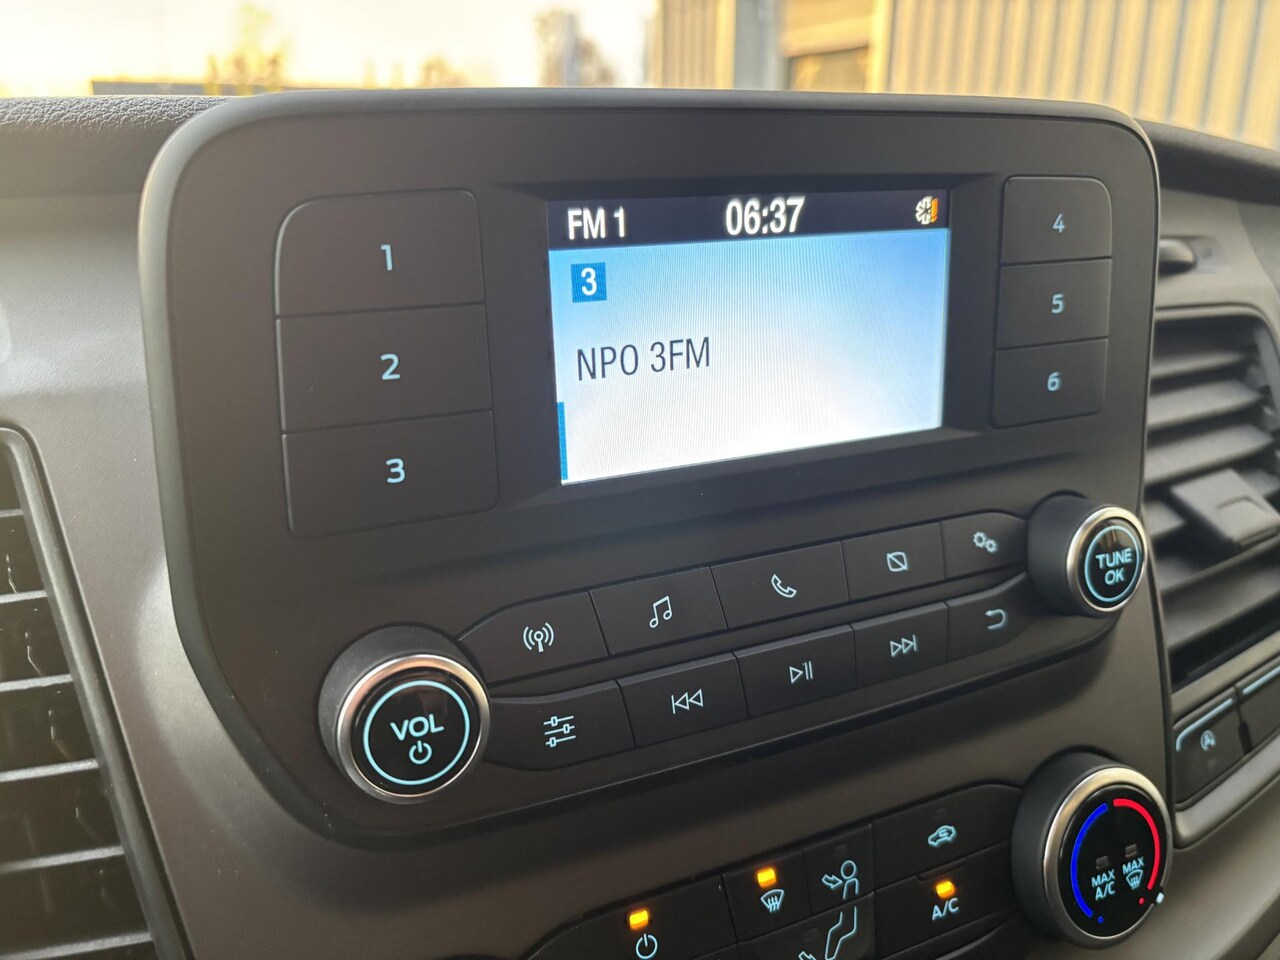 FM 1 06:37
3
NPO 3FM
1
2
3
4
5
6
TUNE
OK
VOL
MAX
A/C
MAX
A/C